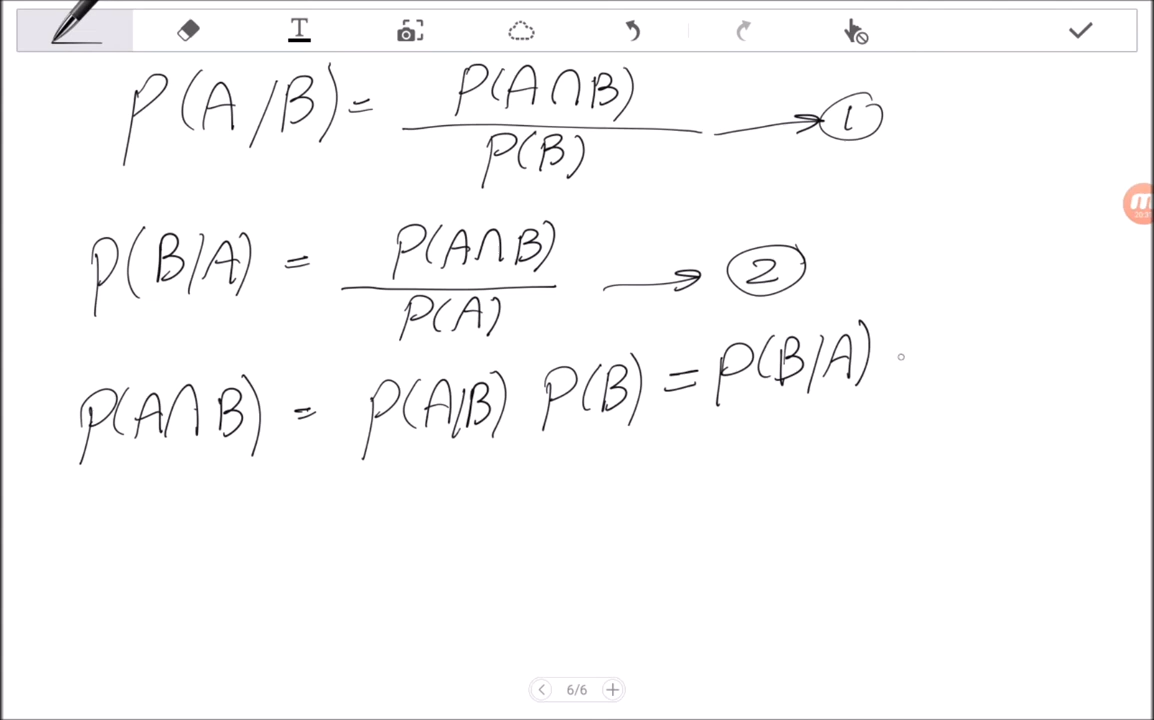 T
P(A/B) = P(A∩B) / P(B) → 1
P(B/A) = P(A∩B) / P(A) → 2
P(A∩B) = P(A/B) P(B) = P(B/A)
6/6